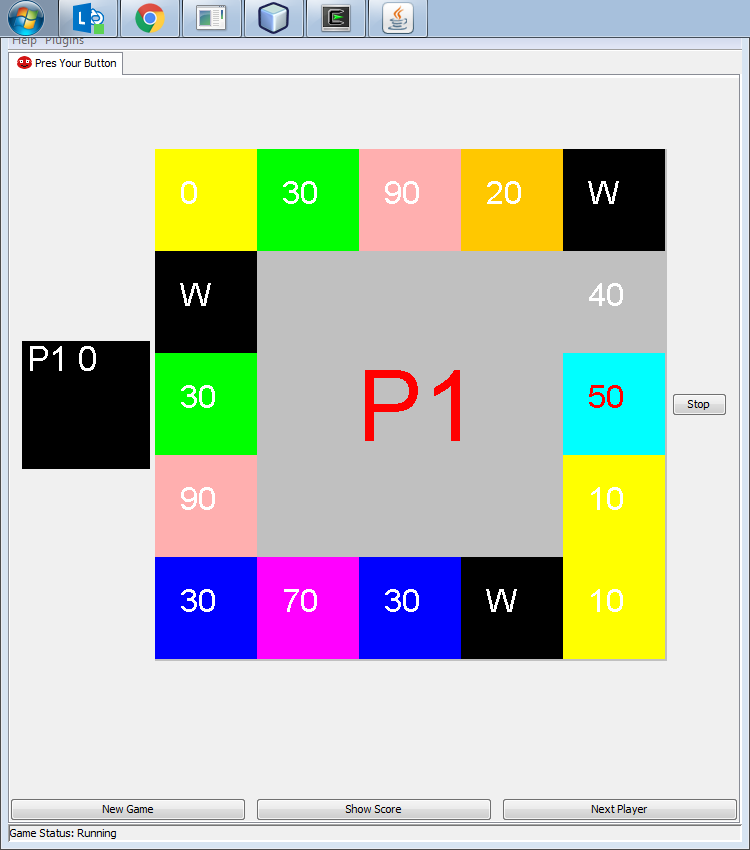 Help Plugins
Pres Your Button
0 30 90 20 W
W 40
P1 0
30 P1 50 Stop
90 10
30 70 30 W 10
New Game Show Score Next Player
Game Status: Running